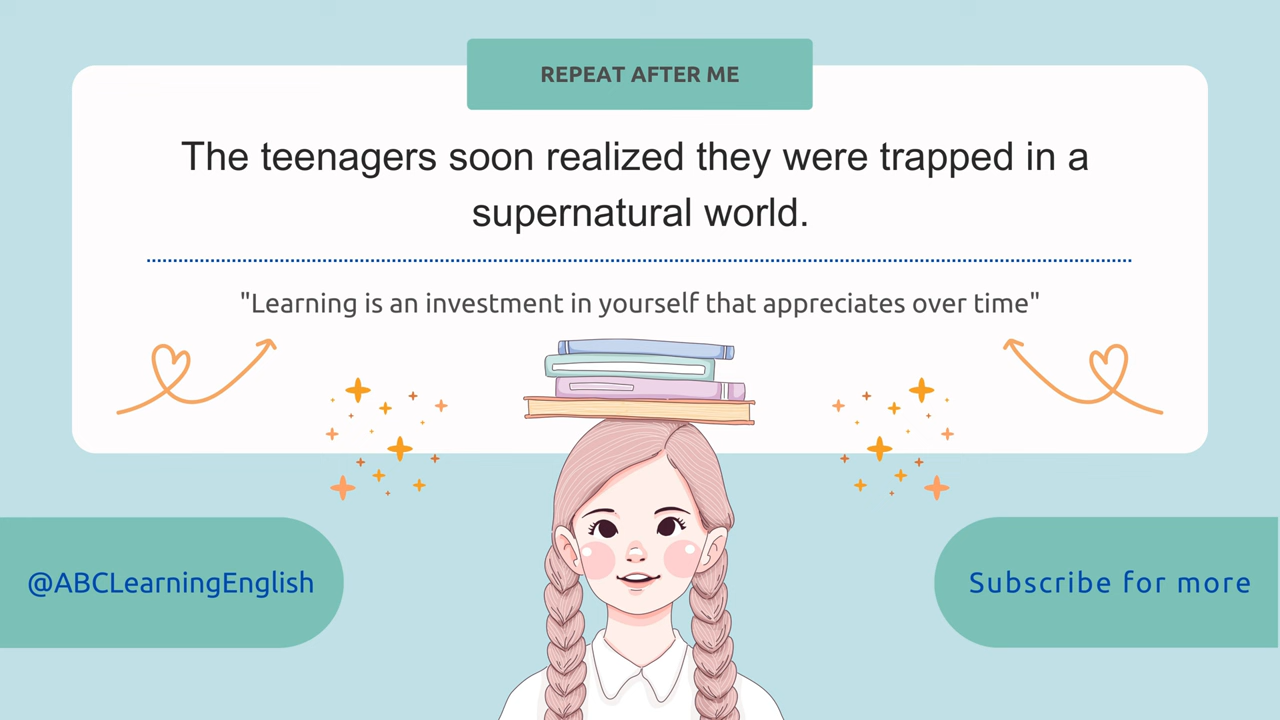 REPEAT AFTER ME
The teenagers soon realized they were trapped in a
supernatural world.
"Learning is an investment in yourself that appreciates over time"
@ABCLearningEnglish
Subscribe for more